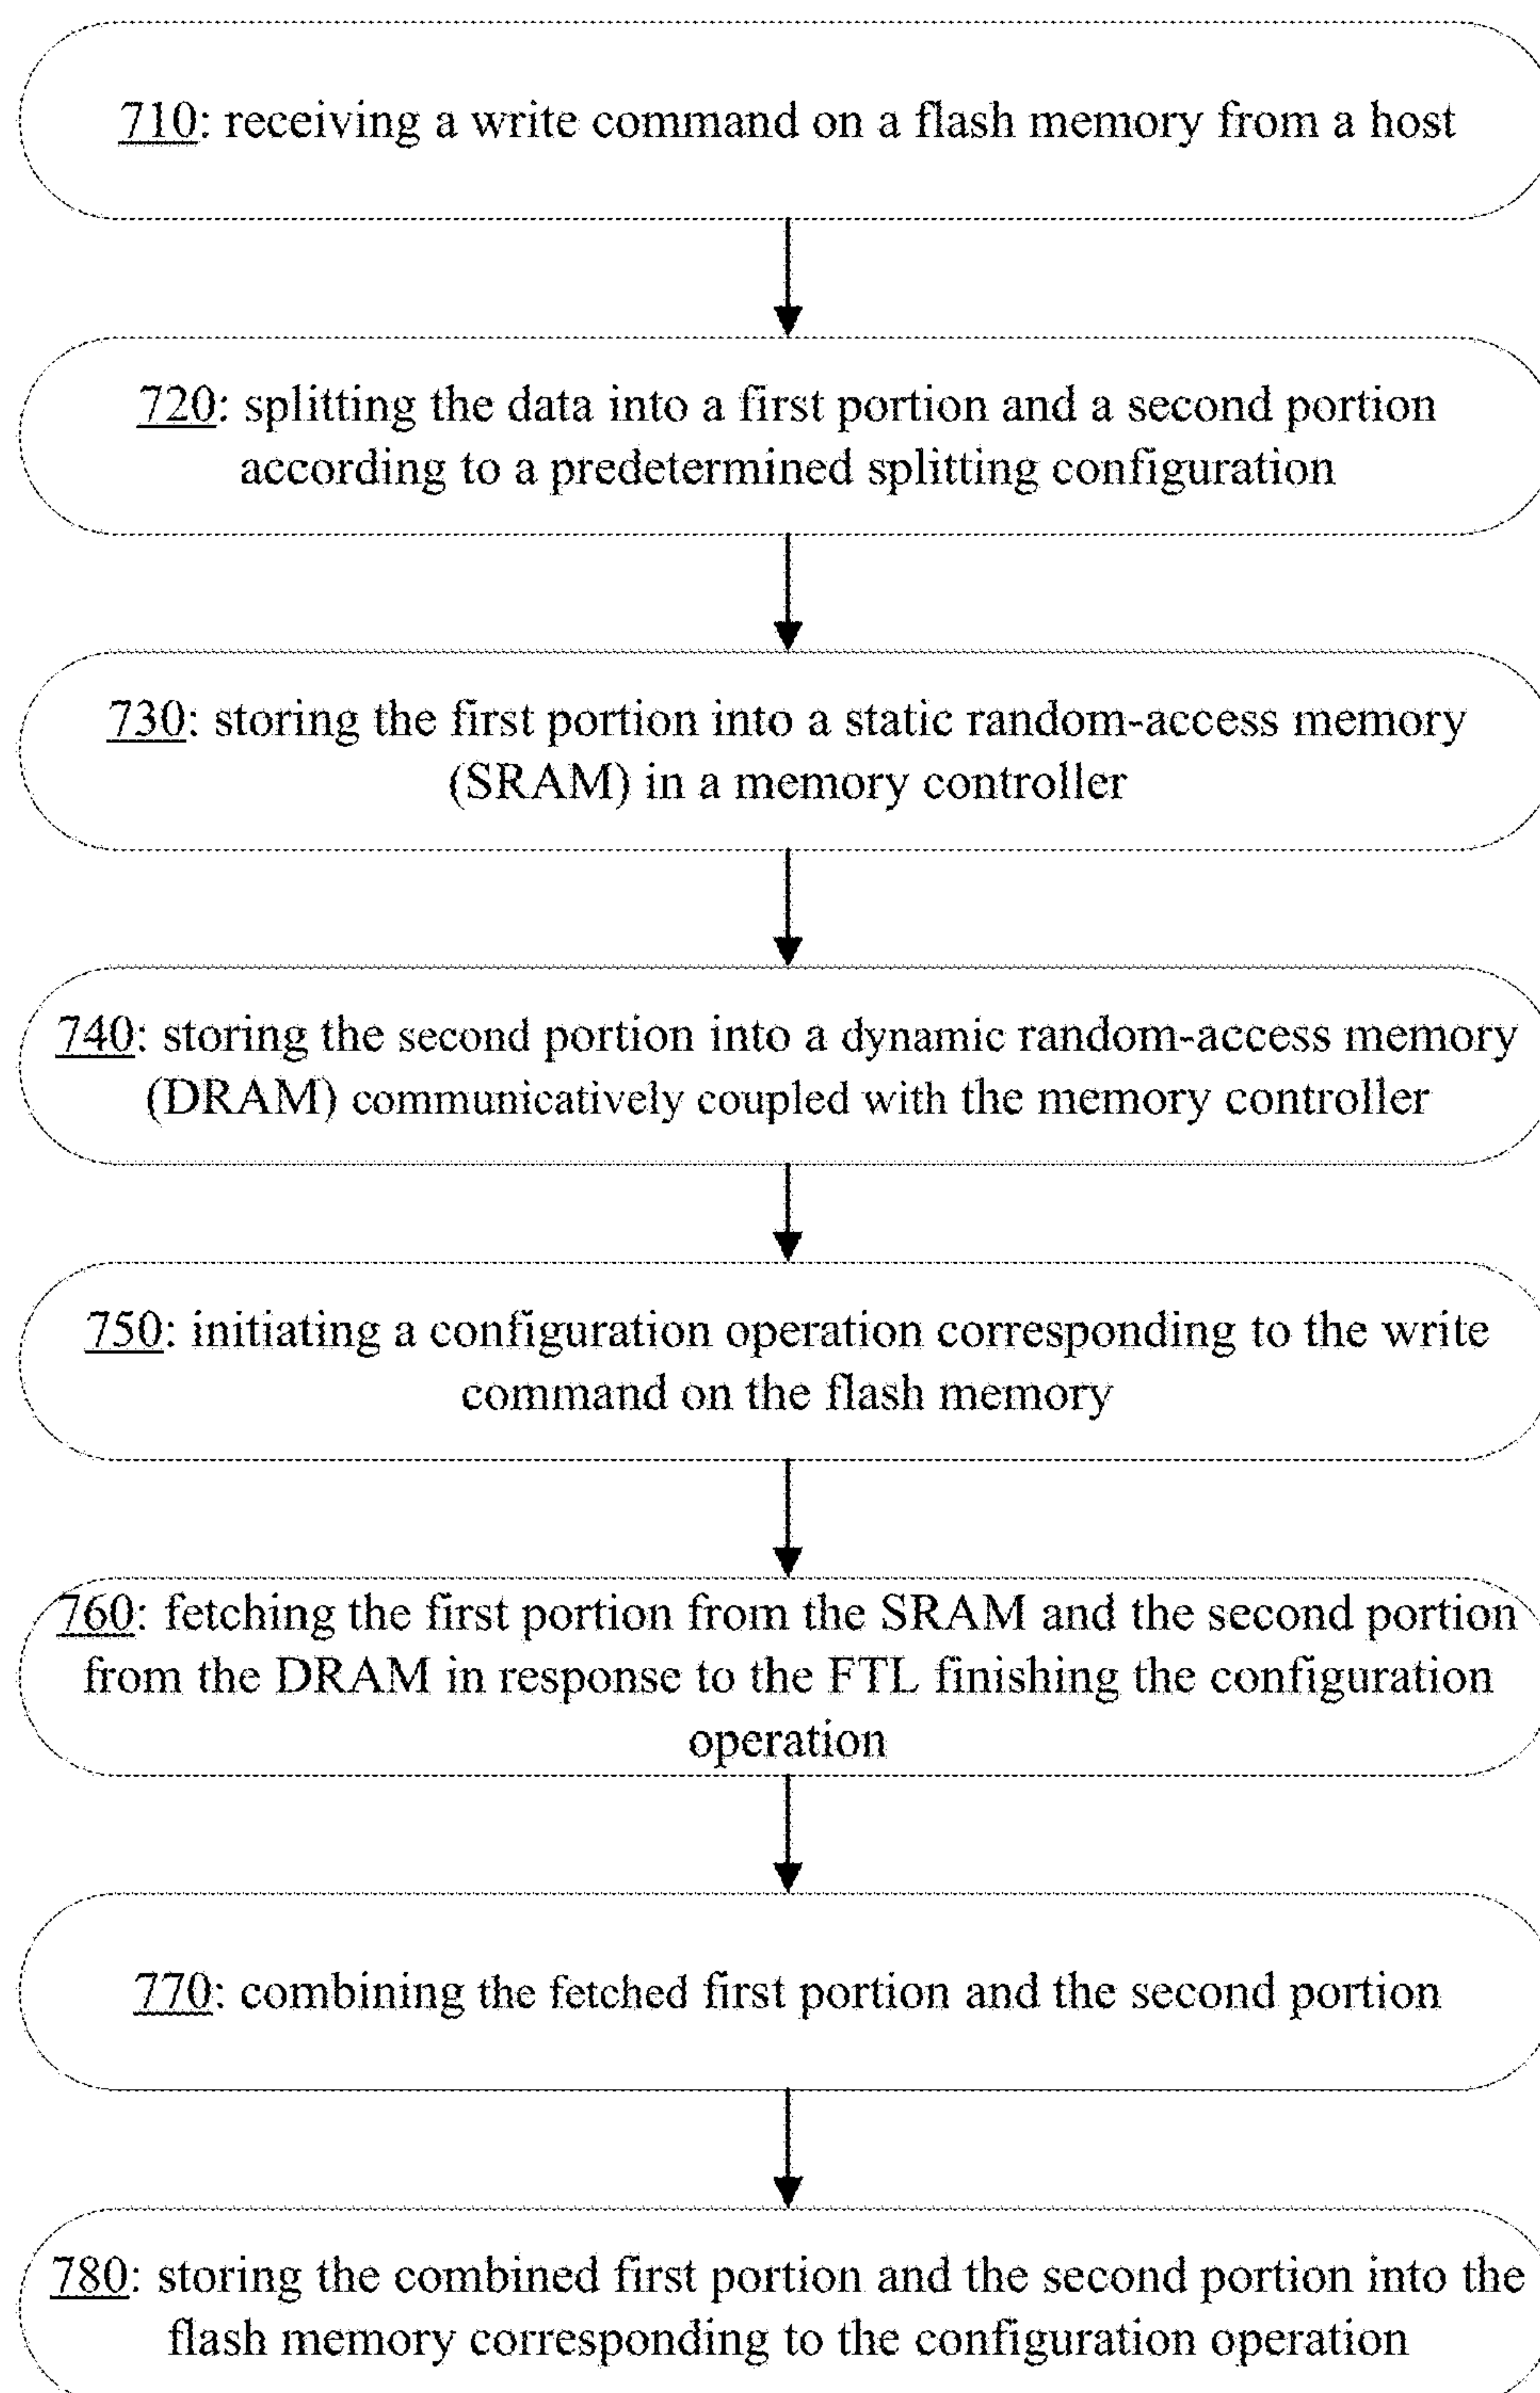 710: receiving a write command on a flash memory from a host
720: splitting the data into a first portion and a second portion
according to a predetermined splitting configuration
730: storing the first portion into a static random-access memory
(SRAM) in a memory controller
740: storing the second portion into a dynamic random-access memory
(DRAM) communicatively coupled with the memory controller
750: initiating a configuration operation corresponding to the write
command on the flash memory
760: fetching the first portion from the SRAM and the second portion
from the DRAM in response to the FTL finishing the configuration
operation
770: combining the fetched first portion and the second portion
780: storing the combined first portion and the second portion into the
flash memory corresponding to the configuration operation